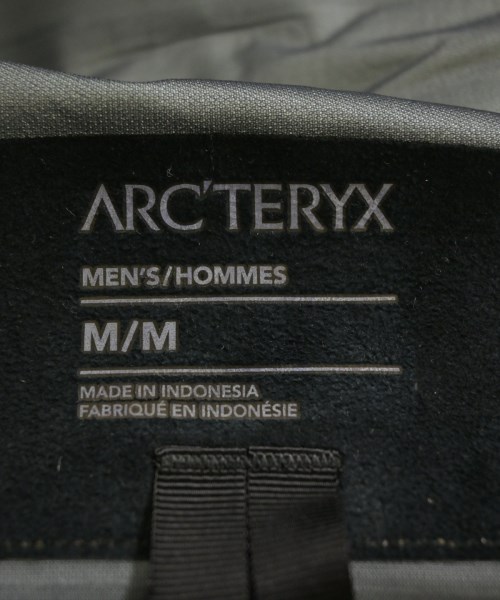 ARC'TERYX
MEN'S/HOMMES
M/M
MADE IN INDONESIA
FABRIQUÉ EN INDONÉSIE